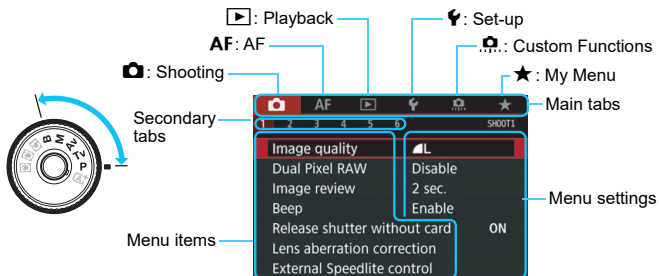 : Playback
: Set-up
AF: AF
: Custom Functions
: Shooting
: My Menu
AF
Main tabs
Secondary tabs
1 2 3 4 5 6 SHOOT1
Image quality L
Dual Pixel RAW Disable
Image review 2 sec.
Beep Enable
Release shutter without card ON
Lens aberration correction
External Speedlite control
Menu settings
Menu items
B M Av Tv P A+